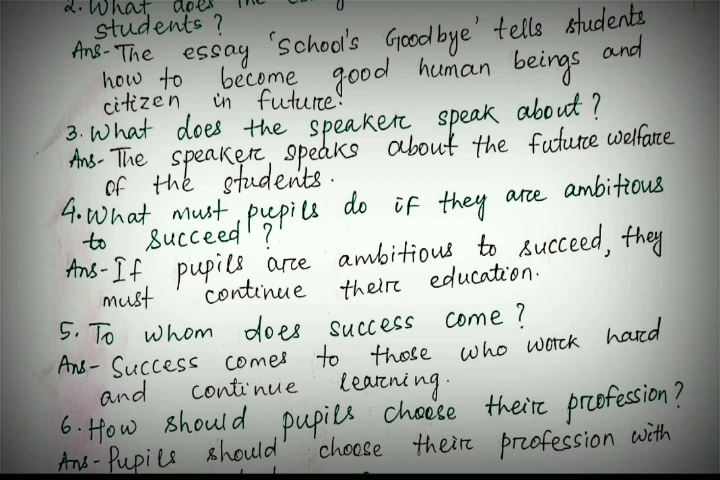 2. What does the
students ?
Ans- The essay 'School's Goodbye' tells students
how to become good human beings and
citizen in future.
3. What does the speaker speak about ?
Ans- The speaker speaks about the future welfare
of the students.
4. What must pupils do if they are ambitious
to succeed ?
Ans- If pupils are ambitious to succeed, they
must continue their education.
5. To whom does success come ?
Ans- Success comes to those who work hard
and continue learning.
6. How should pupils choose their profession ?
Ans- Pupils should choose their profession with